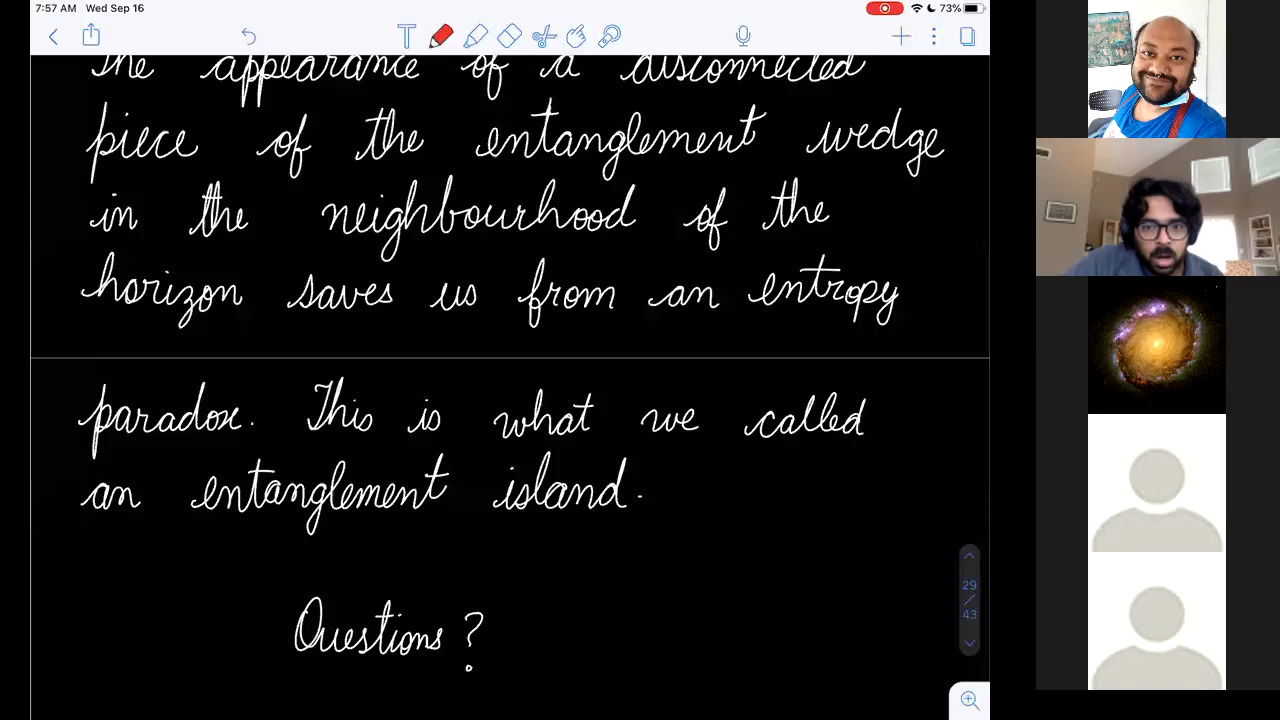 7:57 AM Wed Sep 16
73%
The appearance of a disconnected
piece of the entanglement wedge
in the neighbourhood of the
horizon saves us from an entropy
paradox. This is what we called
an entanglement island.
Questions?
29
/
43